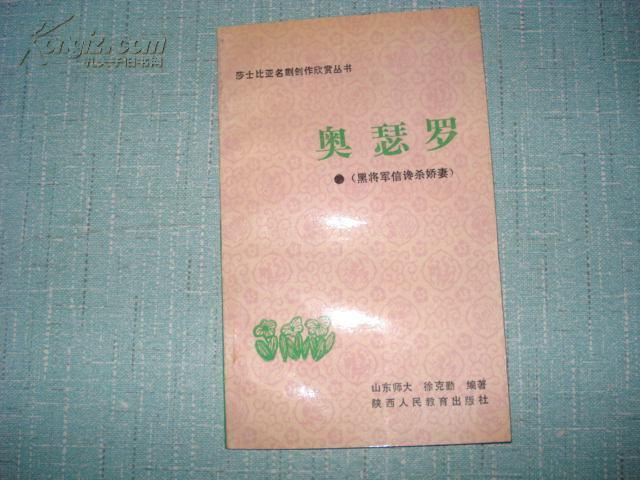 Kongfz.com
孔夫子旧书网
莎士比亚名剧创作欣赏丛书
奥瑟罗
（黑将军信谗杀娇妻）
山东师大 徐克勤 编著
陕西人民教育出版社